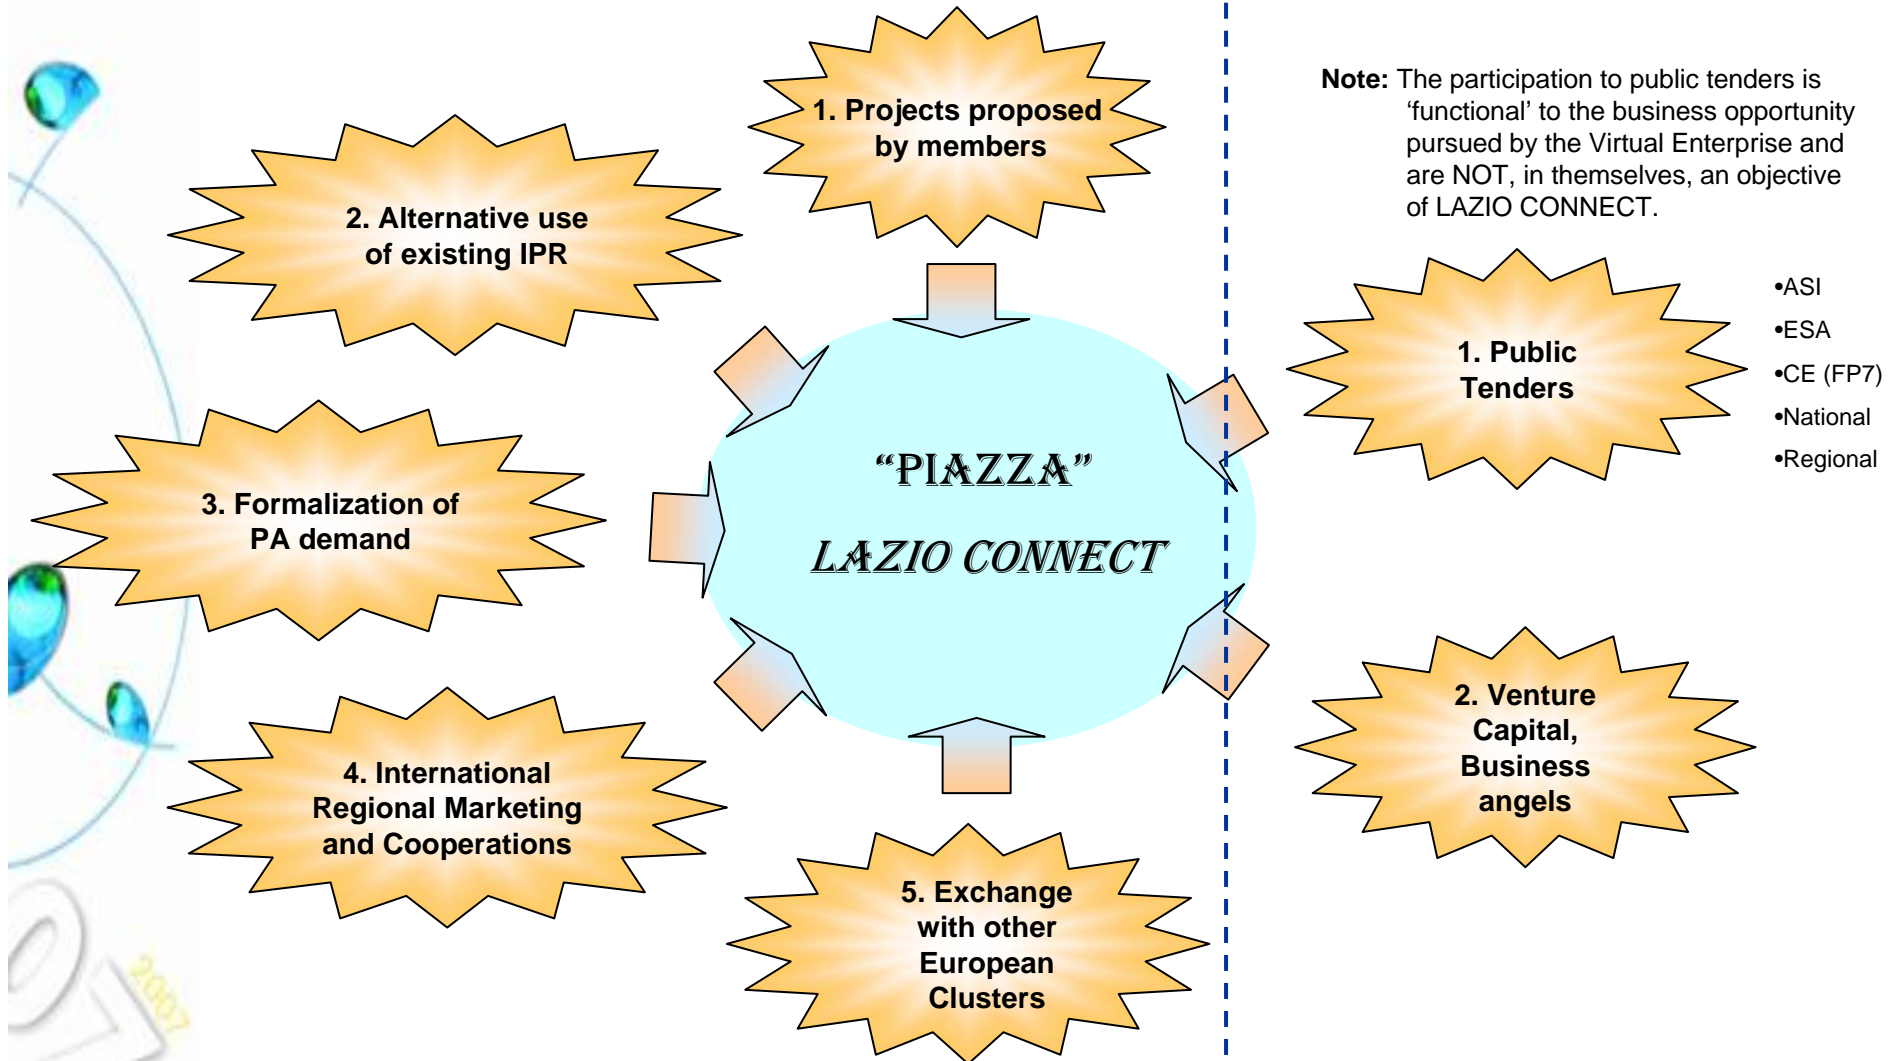 1. Projects proposed
by members
2. Alternative use
of existing IPR
3. Formalization of
PA demand
4. International
Regional Marketing
and Cooperations
5. Exchange
with other
European
Clusters
“PIAZZA”
LAZIO CONNECT
Note: The participation to public tenders is
‘functional’ to the business opportunity
pursued by the Virtual Enterprise and
are NOT, in themselves, an objective
of LAZIO CONNECT.
1. Public
Tenders
•ASI
•ESA
•CE (FP7)
•National
•Regional
2. Venture
Capital,
Business
angels
07
2007